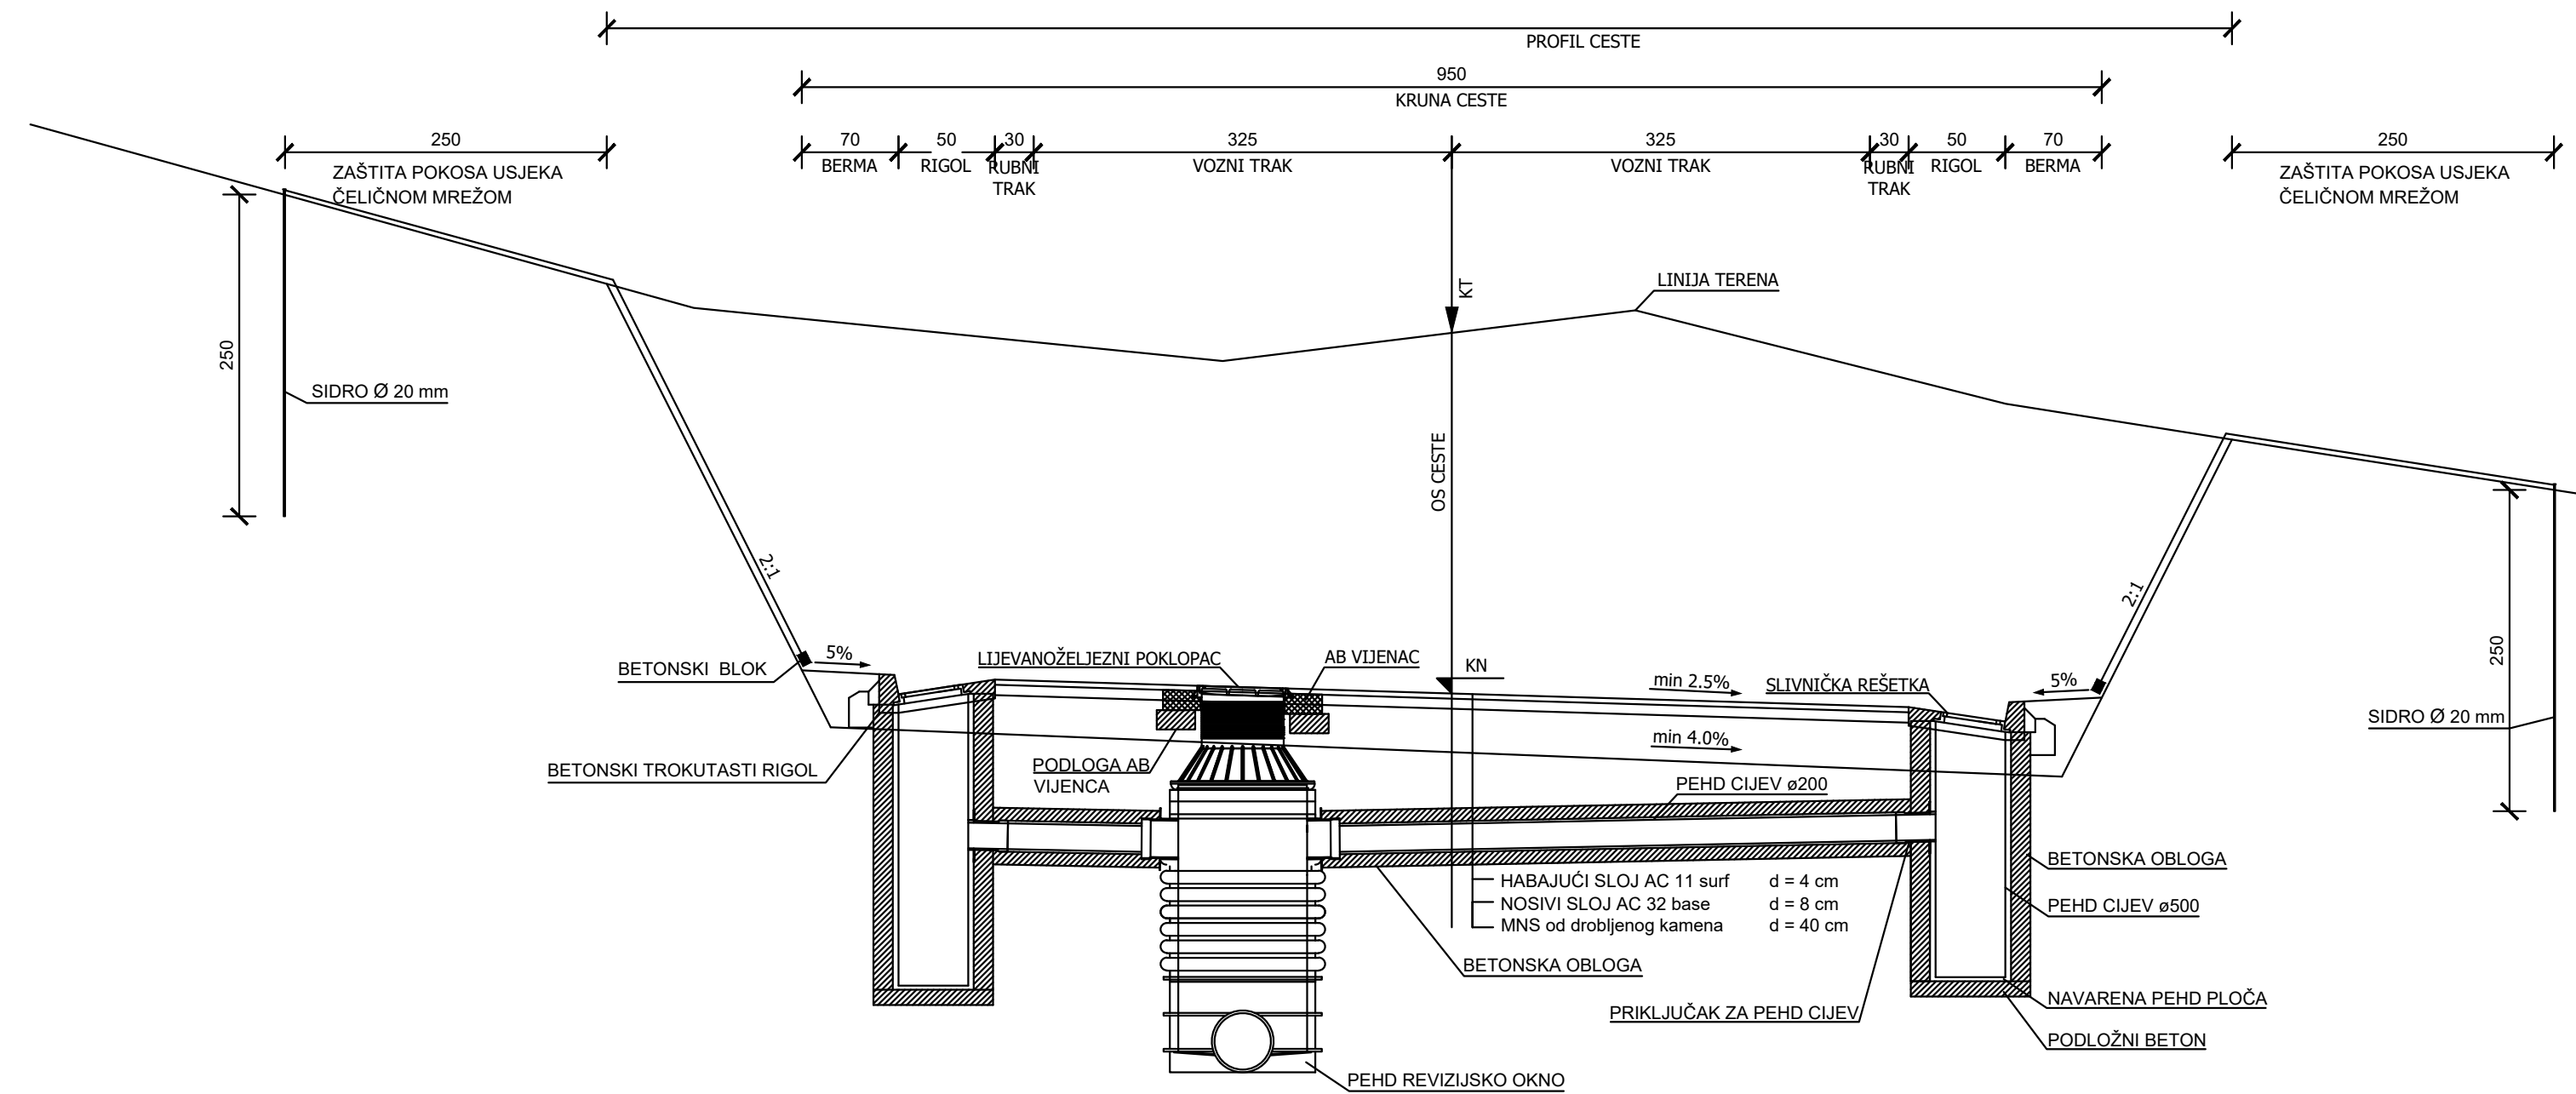 PROFIL CESTE
950
KRUNA CESTE
250
70
50
30
325
325
30
50
70
250
ZAŠTITA POKOSA USJEKA
ČELIČNOM MREŽOM
BERMA
RIGOL
RUBNI
TRAK
VOZNI TRAK
VOZNI TRAK
RUBNI
TRAK
RIGOL
BERMA
ZAŠTITA POKOSA USJEKA
ČELIČNOM MREŽOM
KT
LINIJA TERENA
250
SIDRO Ø 20 mm
OS CESTE
2:1
2:1
BETONSKI BLOK
5%
LIJEVANOŽELJEZNI POKLOPAC
AB VIJENAC
KN
min 2.5%
SLIVNIČKA REŠETKA
5%
250
SIDRO Ø 20 mm
min 4.0%
BETONSKI TROKUTASTI RIGOL
PODLOGA AB
VIJENCA
PEHD CIJEV ø200
HABAJUĆI SLOJ AC 11 surf d = 4 cm
NOSIVI SLOJ AC 32 base d = 8 cm
MNS od drobljenog kamena d = 40 cm
BETONSKA OBLOGA
PEHD CIJEV ø500
BETONSKA OBLOGA
PRIKLJUČAK ZA PEHD CIJEV
NAVARENA PEHD PLOČA
PODLOŽNI BETON
PEHD REVIZIJSKO OKNO